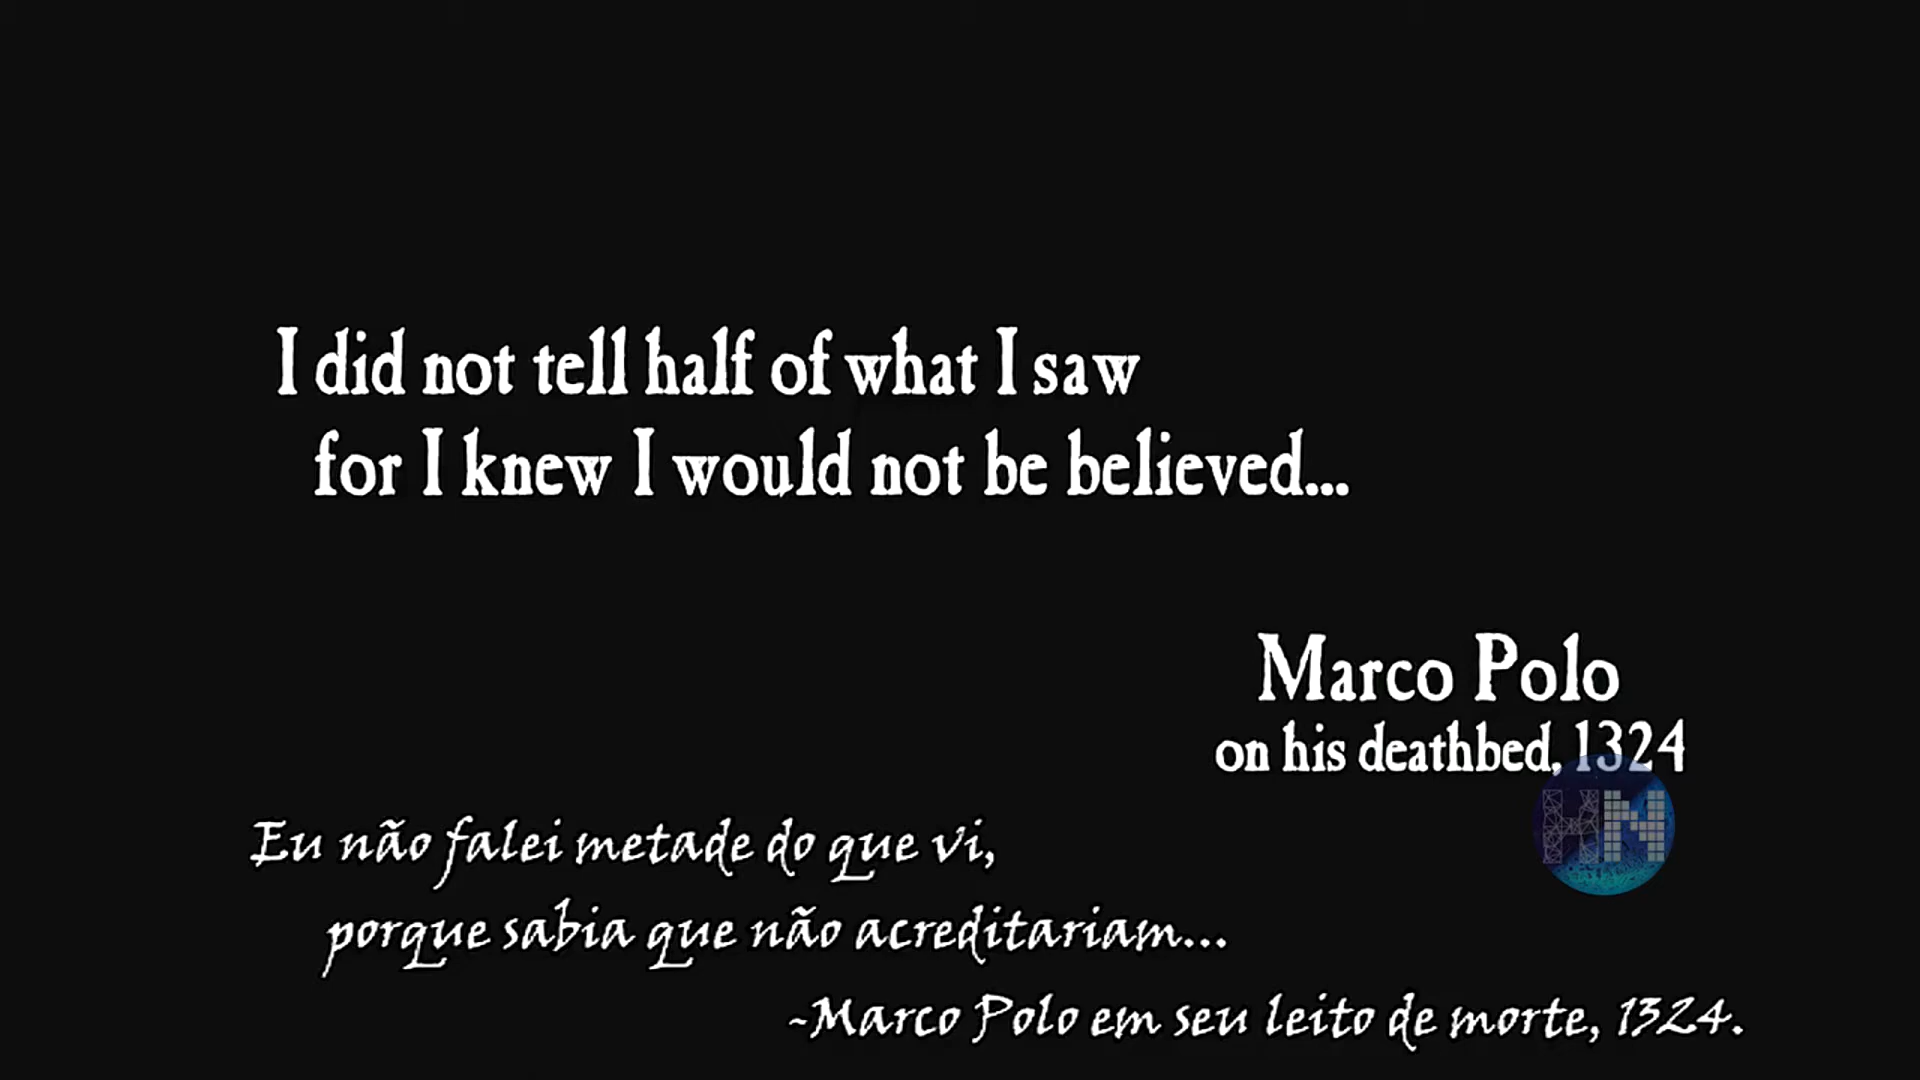 I did not tell half of what I saw
for I knew I would not be believed...
Marco Polo
on his deathbed, 1324
HN
Eu não falei metade do que vi,
porque sabia que não acreditariam...
-Marco Polo em seu leito de morte, 1324.